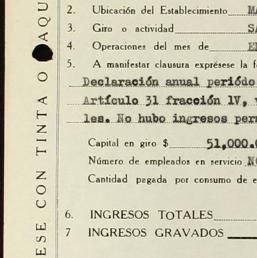 2. Ubicación del Establecimiento
3. Giro o actividad
4. Operaciones del mes de
5. A manifestar clausura exprésese la
Declaración anual periódo
Artículo 31 fracción IV,
les. No hubo ingresos
Capital en giro $ 51,000.
Número de empleados en servicio
Cantidad pagada por consumo de
6. INGRESOS TOTALES
7 INGRESOS GRAVADOS
ESE CON TINTA O